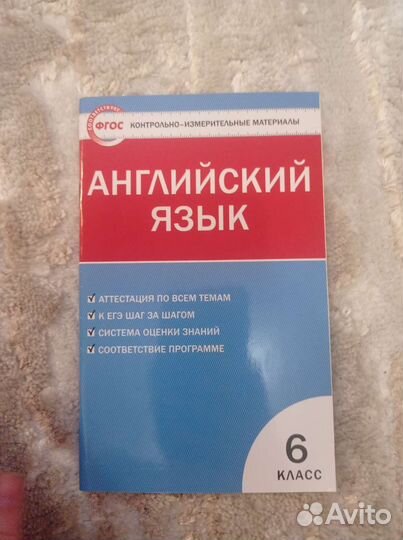 СООТВЕТСТВУЕТ
ФГОС
КОНТРОЛЬНО-ИЗМЕРИТЕЛЬНЫЕ МАТЕРИАЛЫ
АНГЛИЙСКИЙ
ЯЗЫК
АТТЕСТАЦИЯ ПО ВСЕМ ТЕМАМ
К ЕГЭ ШАГ ЗА ШАГОМ
СИСТЕМА ОЦЕНКИ ЗНАНИЙ
СООТВЕТСТВИЕ ПРОГРАММЕ
6
КЛАСС
Avito